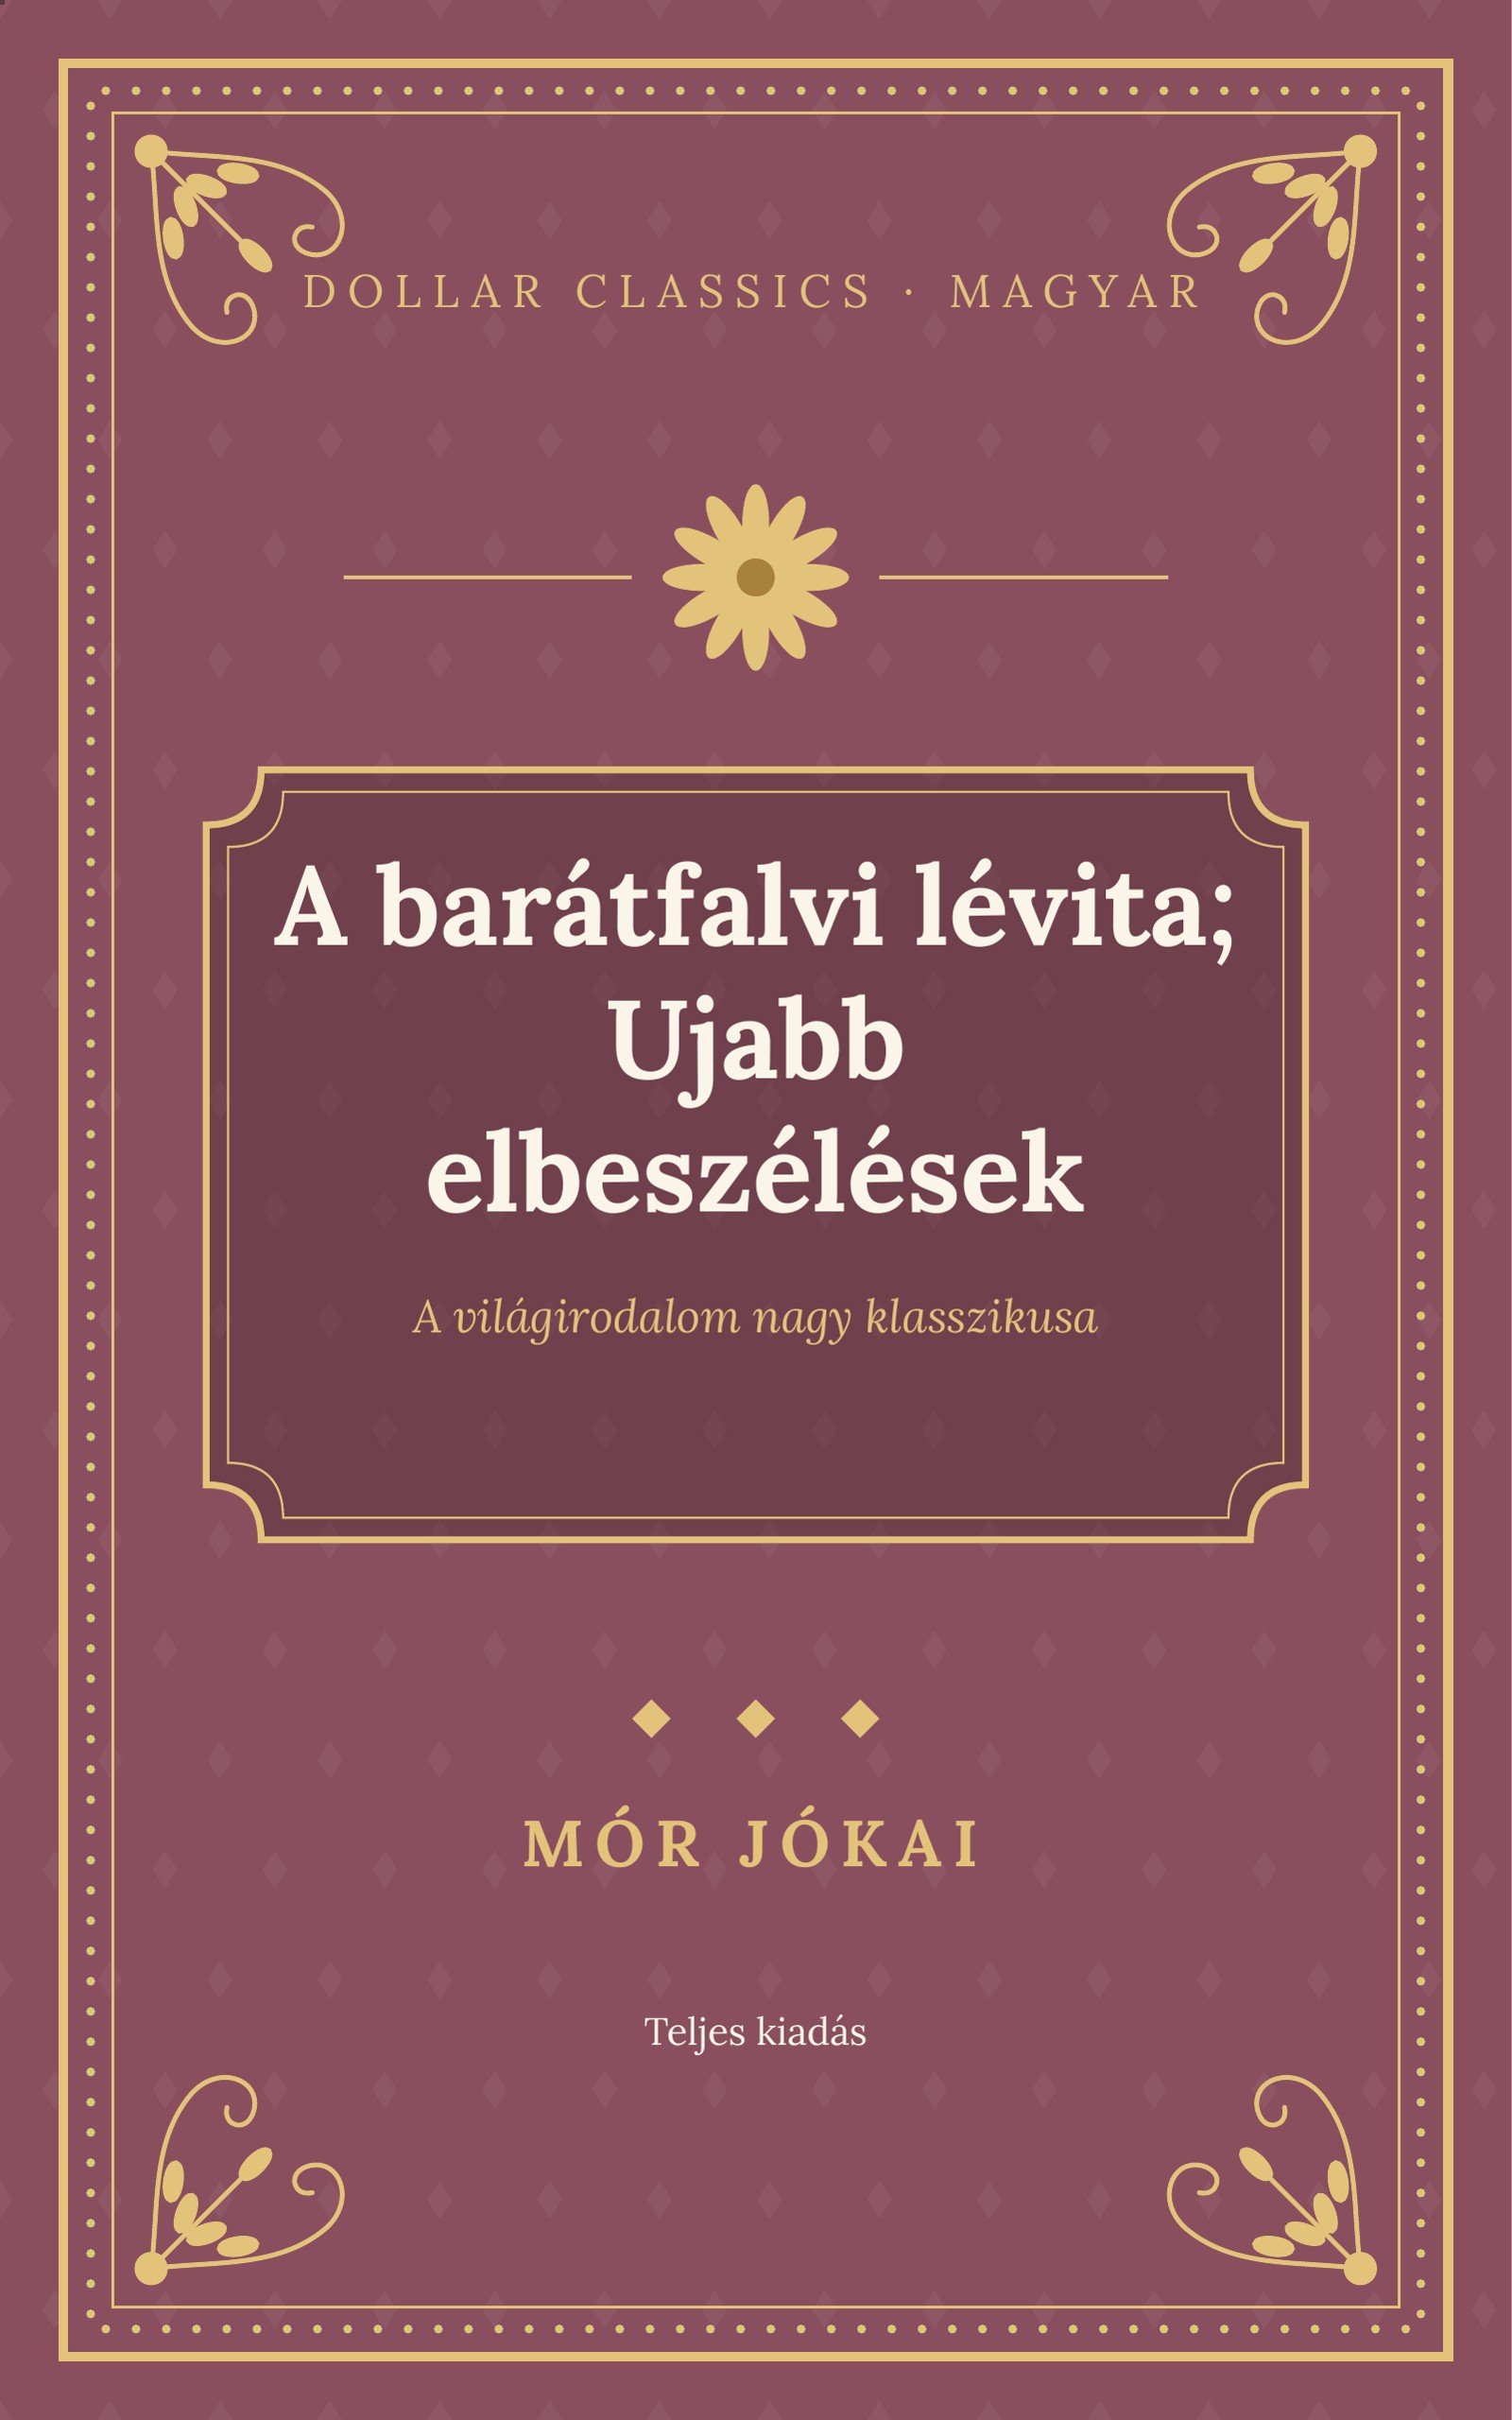 DOLLAR CLASSICS · MAGYAR
A barátfalvi lévita;
Ujabb
elbeszélések
A világirodalom nagy klasszikusa
MÓR JÓKAI
Teljes kiadás